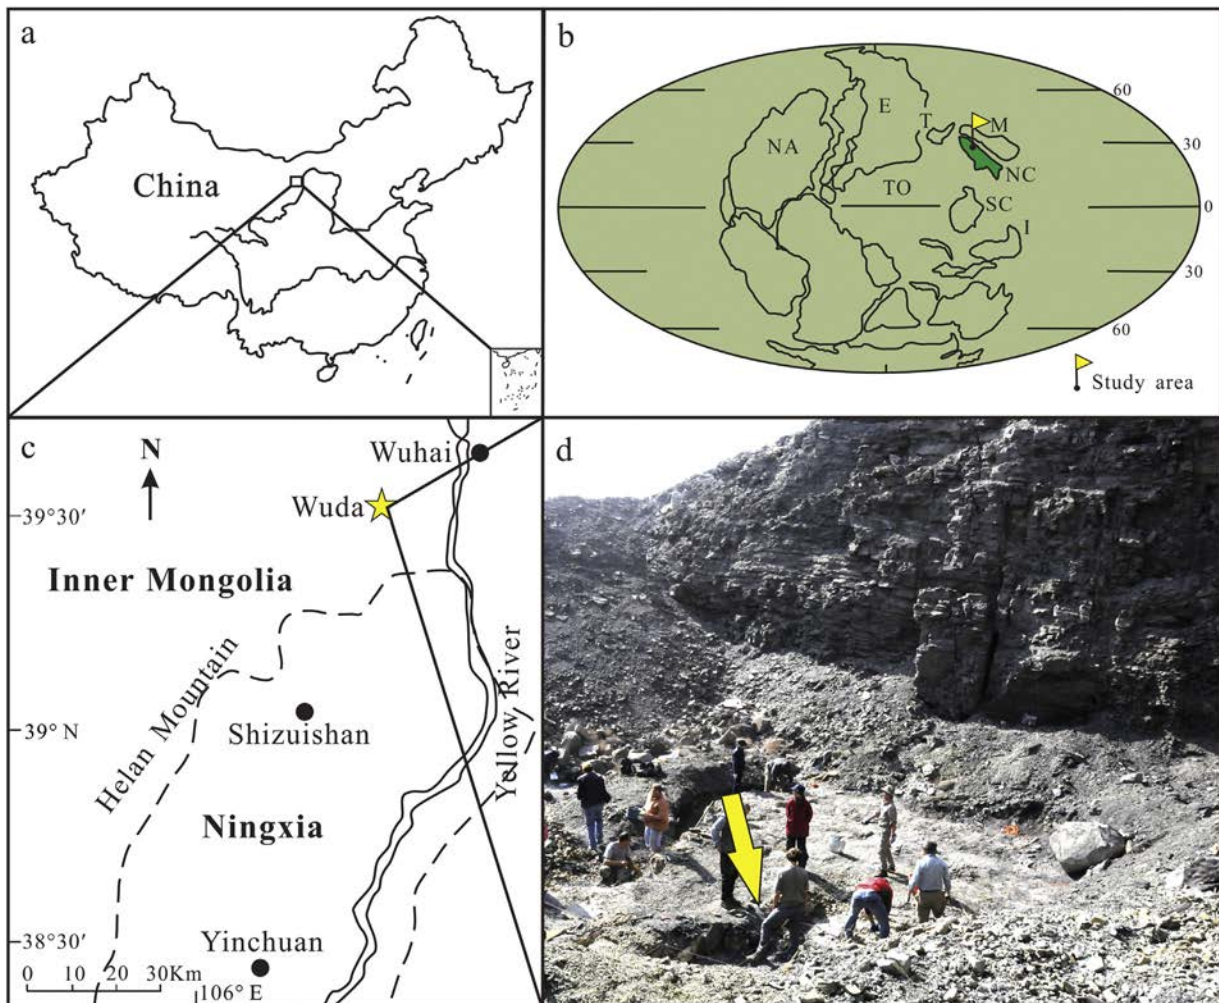 a
China
b
60
E
T
M
30
NA
NC
TO
SC
0
I
30
60
Study area
c
N
Wuhai
Wuda
39°30′
Inner Mongolia
Helan Mountain
Yellow River
39° N
Shizuishan
Ningxia
38°30′
Yinchuan
0 10 20 30Km
106° E
d